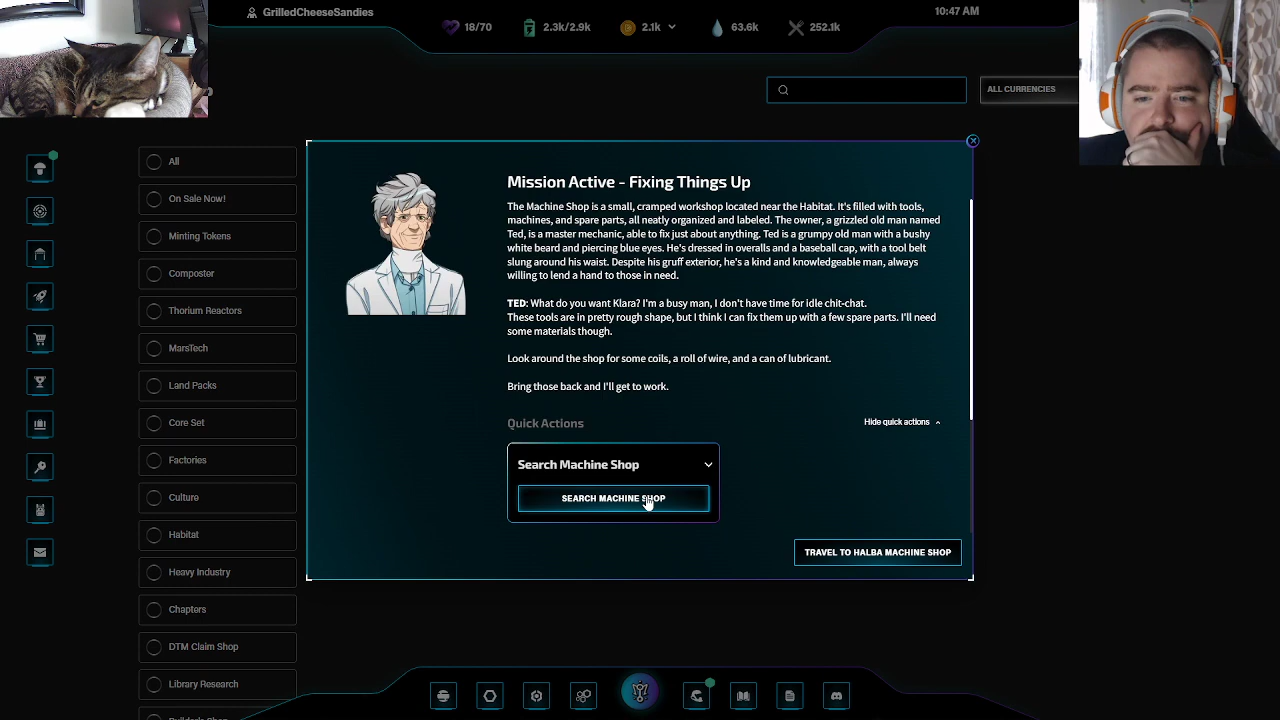 GrilledCheeseSandies
18/70
2.3k/2.9k
2.1k
63.6k
252.1k
10:47 AM
ALL CURRENCIES
All
On Sale Now!
Minting Tokens
Composter
Thorium Reactors
MarsTech
Land Packs
Core Set
Factories
Culture
Habitat
Heavy Industry
Chapters
DTM Claim Shop
Library Research
Mission Active - Fixing Things Up
The Machine Shop is a small, cramped workshop located near the Habitat. It's filled with tools,
machines, and spare parts, all neatly organized and labeled. The owner, a grizzled old man named
Ted, is a master mechanic, able to fix just about anything. Ted is a grumpy old man with a bushy
white beard and piercing blue eyes. He's dressed in overalls and a baseball cap, with a tool belt
slung around his waist. Despite his gruff exterior, he's a kind and knowledgeable man, always
willing to lend a hand to those in need.
TED: What do you want Klara? I'm a busy man, I don't have time for idle chit-chat.
These tools are in pretty rough shape, but I think I can fix them up with a few spare parts. I'll need
some materials though.
Look around the shop for some coils, a roll of wire, and a can of lubricant.
Bring those back and I'll get to work.
Quick Actions
Hide quick actions
Search Machine Shop
SEARCH MACHINE SHOP
TRAVEL TO HALBA MACHINE SHOP